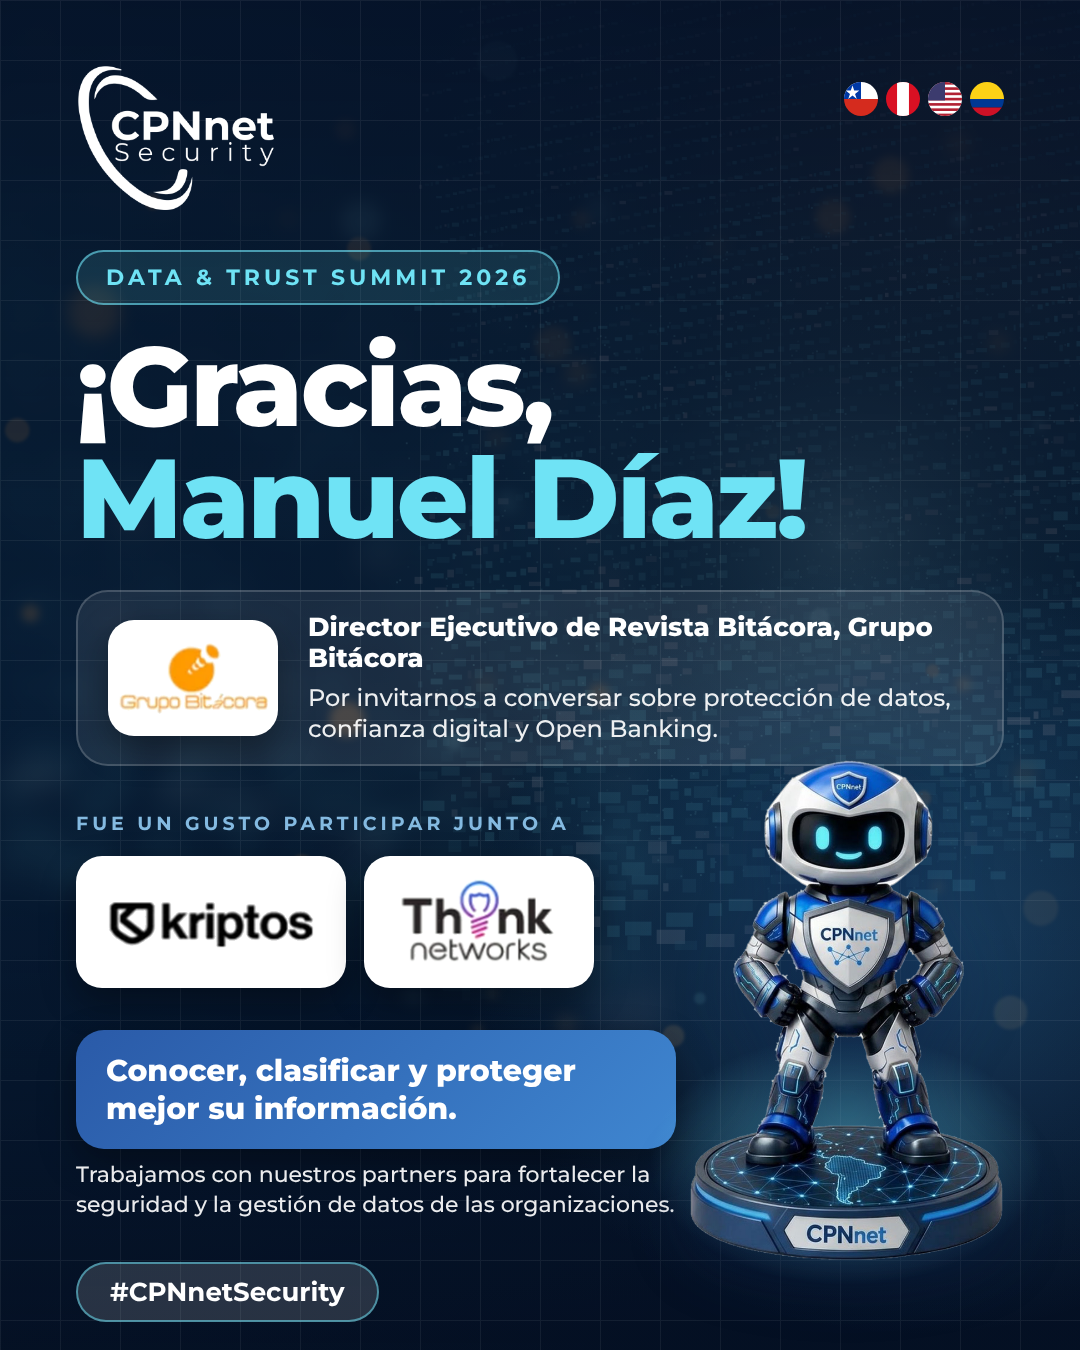 CPNnet
Security
DATA & TRUST SUMMIT 2026
¡Gracias,
Manuel Díaz!
Grupo Bitácora
Director Ejecutivo de Revista Bitácora, Grupo
Bitácora
Por invitarnos a conversar sobre protección de datos,
confianza digital y Open Banking.
FUE UN GUSTO PARTICIPAR JUNTO A
kriptos
Think
networks
CPNnet
CPNnet
Conocer, clasificar y proteger
mejor su información.
Trabajamos con nuestros partners para fortalecer la
seguridad y la gestión de datos de las organizaciones.
CPNnet
#CPNnetSecurity